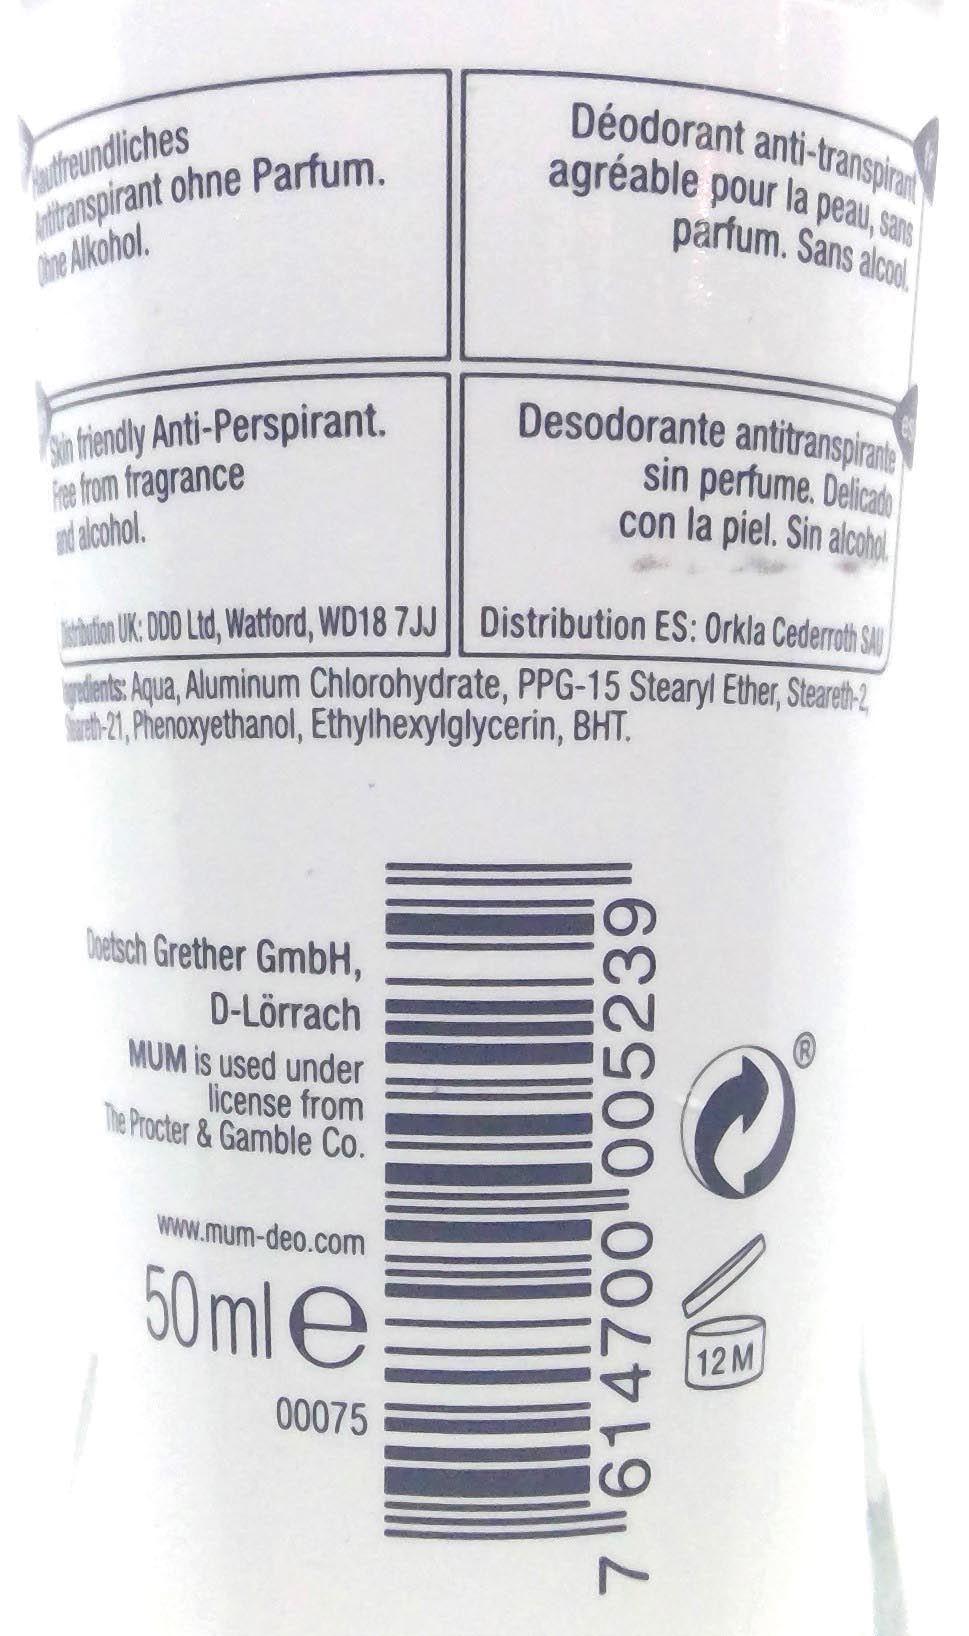 Hautfreundliches
Antitranspirant ohne Parfum.
Ohne Alkohol.
Déodorant anti-transpirant
agréable pour la peau, sans
parfum. Sans alcool.
Skin friendly Anti-Perspirant.
Free from fragrance
and alcohol.
Distribution UK: DDD Ltd, Watford, WD18 7JJ
es
Desodorante antitranspirante
sin perfume. Delicado
con la piel. Sin alcohol.
Distribution ES: Orkla Cederroth SAU
Ingredients: Aqua, Aluminum Chlorohydrate, PPG-15 Stearyl Ether, Steareth-2,
Steareth-21, Phenoxyethanol, Ethylhexylglycerin, BHT.
Doetsch Grether GmbH,
D-Lörrach
MUM is used under
license from
The Procter & Gamble Co.
www.mum-deo.com
50 ml e
00075
7 614700 005239
®
12 M